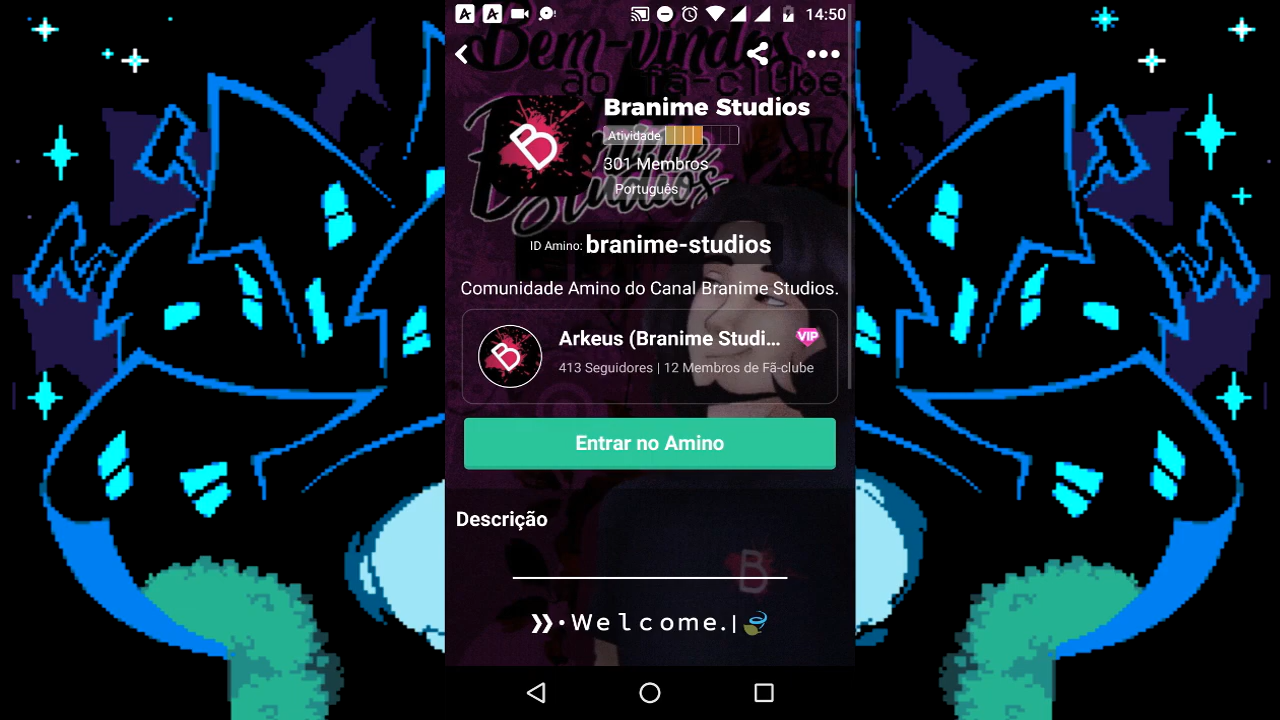 14:50
Bem-vindos
ao fã-clube
Branime Studios
Atividade
301 Membros
Português
Studios
ID Amino: branime-studios
Comunidade Amino do Canal Branime Studios.
B
Arkeus (Branime Studi... VIP
413 Seguidores | 12 Membros de Fã-clube
Entrar no Amino
Descrição
B
»•Welcome.|